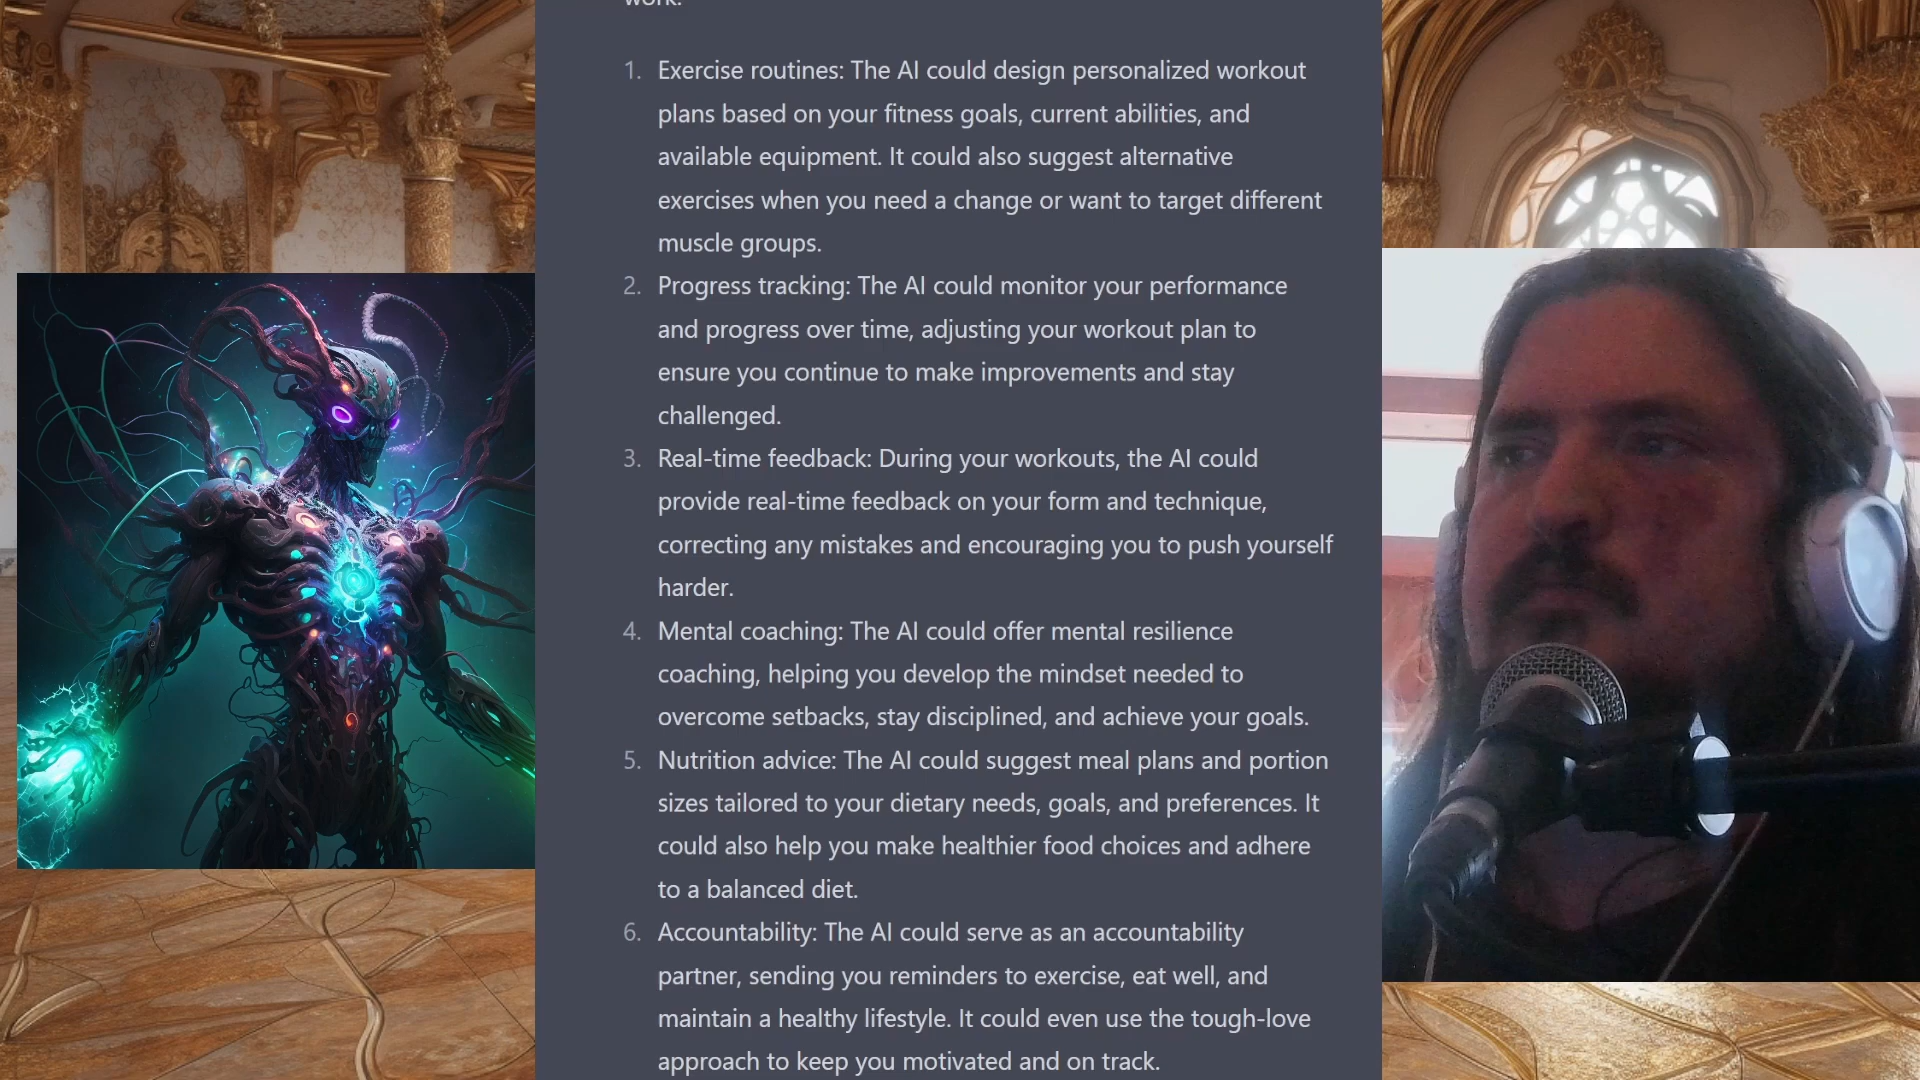 work.
1. Exercise routines: The AI could design personalized workout
plans based on your fitness goals, current abilities, and
available equipment. It could also suggest alternative
exercises when you need a change or want to target different
muscle groups.
2. Progress tracking: The AI could monitor your performance
and progress over time, adjusting your workout plan to
ensure you continue to make improvements and stay
challenged.
3. Real-time feedback: During your workouts, the AI could
provide real-time feedback on your form and technique,
correcting any mistakes and encouraging you to push yourself
harder.
4. Mental coaching: The AI could offer mental resilience
coaching, helping you develop the mindset needed to
overcome setbacks, stay disciplined, and achieve your goals.
5. Nutrition advice: The AI could suggest meal plans and portion
sizes tailored to your dietary needs, goals, and preferences. It
could also help you make healthier food choices and adhere
to a balanced diet.
6. Accountability: The AI could serve as an accountability
partner, sending you reminders to exercise, eat well, and
maintain a healthy lifestyle. It could even use the tough-love
approach to keep you motivated and on track.